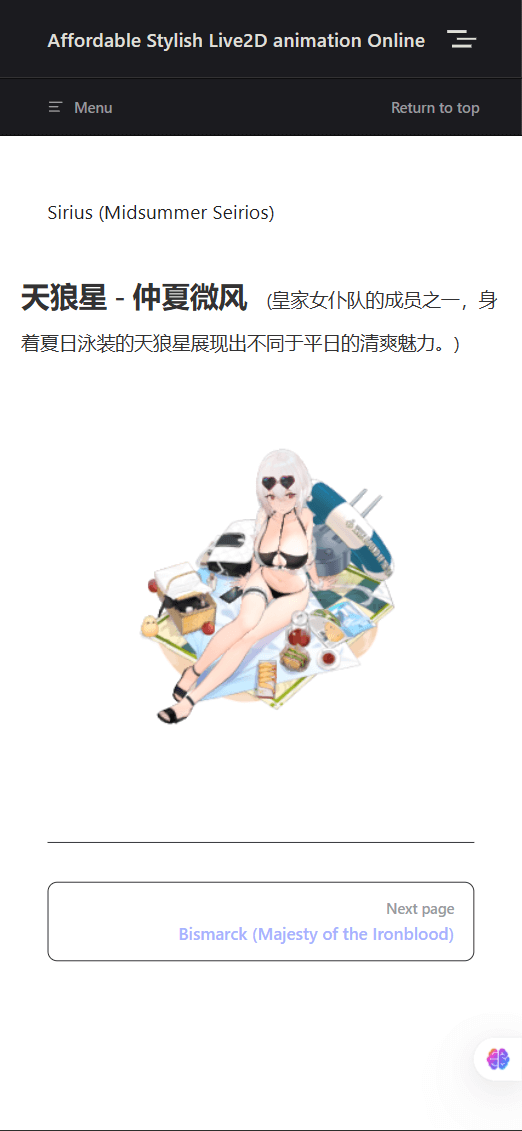 Affordable Stylish Live2D animation Online
Menu
Return to top
Sirius (Midsummer Seirios)
天狼星 - 仲夏微风 (皇家女仆队的成员之一，身
着夏日泳装的天狼星展现出不同于平日的清爽魅力。)
Next page
Bismarck (Majesty of the Ironblood)